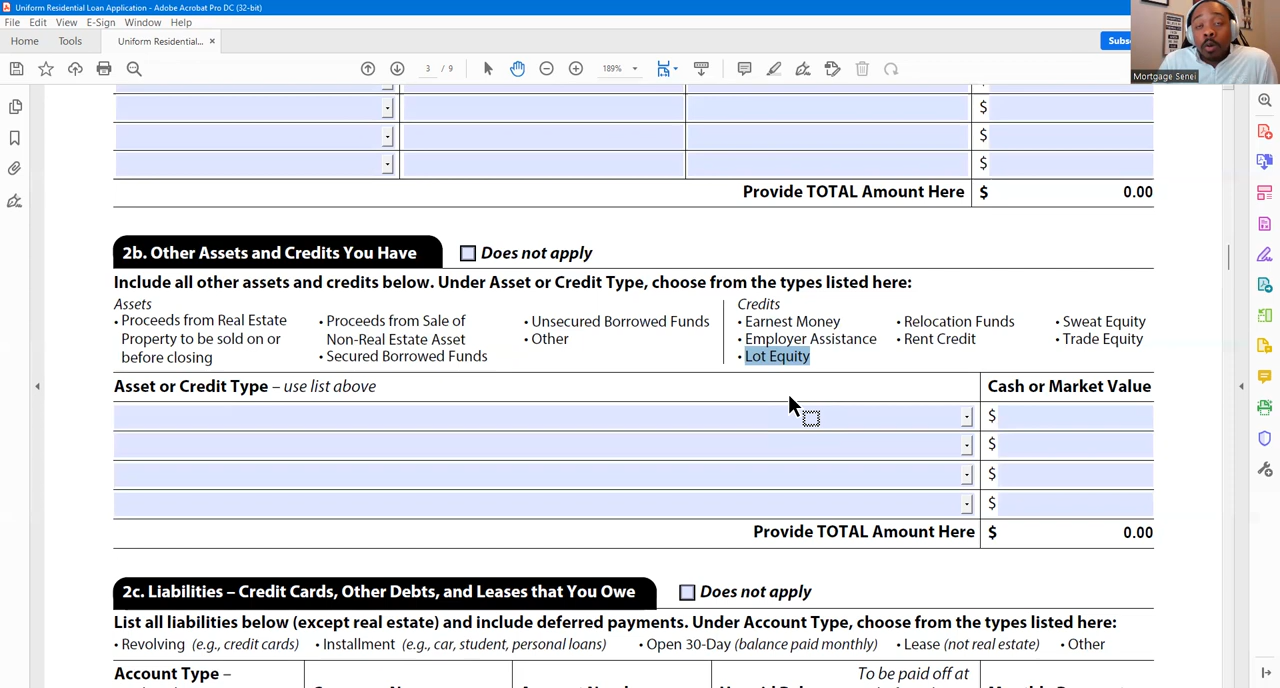 Uniform Residential Loan Application - Adobe Acrobat Pro DC (32-bit)
File Edit View E-Sign Window Help
Home Tools Uniform Residential... ×
3 / 9 189%
Mortgage Sensi
$
$
$
Provide TOTAL Amount Here $ 0.00
2b. Other Assets and Credits You Have Does not apply
Include all other assets and credits below. Under Asset or Credit Type, choose from the types listed here:
Assets
• Proceeds from Real Estate Property to be sold on or before closing
• Proceeds from Sale of Non-Real Estate Asset
• Secured Borrowed Funds
• Unsecured Borrowed Funds
• Other
Credits
• Earnest Money
• Employer Assistance
• Lot Equity
• Relocation Funds
• Rent Credit
• Sweat Equity
• Trade Equity
Asset or Credit Type – use list above Cash or Market Value
$
$
$
$
Provide TOTAL Amount Here $ 0.00
2c. Liabilities – Credit Cards, Other Debts, and Leases that You Owe Does not apply
List all liabilities below (except real estate) and include deferred payments. Under Account Type, choose from the types listed here:
• Revolving (e.g., credit cards) • Installment (e.g., car, student, personal loans) • Open 30-Day (balance paid monthly) • Lease (not real estate) • Other
Account Type –
To be paid off at